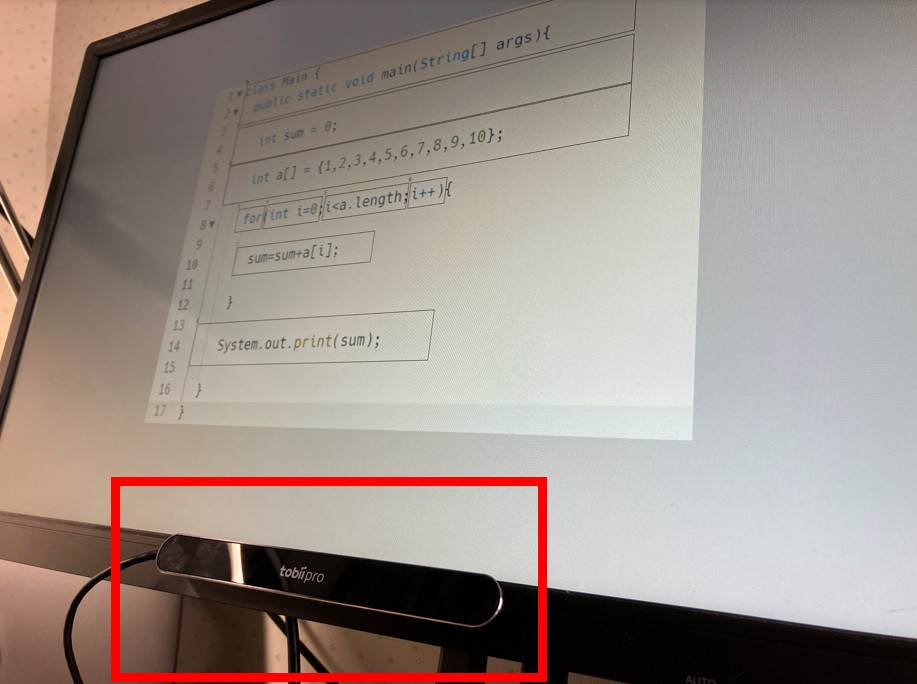 1 class Main {
2 public static void main(String[] args){
3
4 int sum = 0;
5
6 int a[] = {1,2,3,4,5,6,7,8,9,10};
7
8 for(int i=0;i<a.length;i++){
9
10 sum=sum+a[i];
11
12 }
13
14 System.out.print(sum);
15
16 }
17 }
tobiipro
AUTO